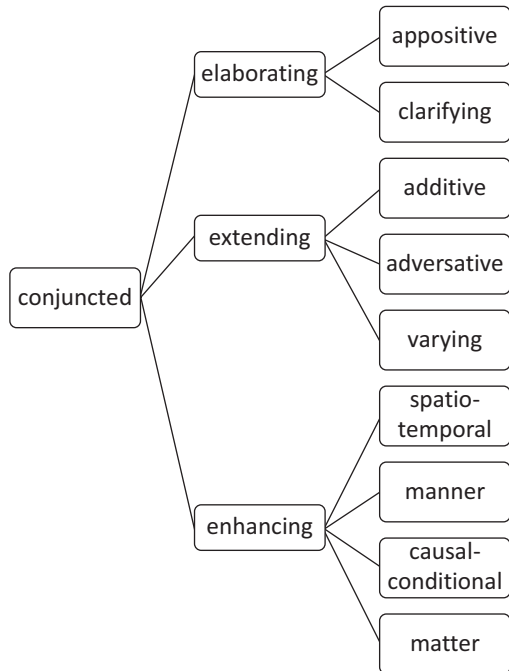 conjuncted
elaborating
appositive
clarifying
extending
additive
adversative
varying
enhancing
spatio-
temporal
manner
causal-
conditional
matter